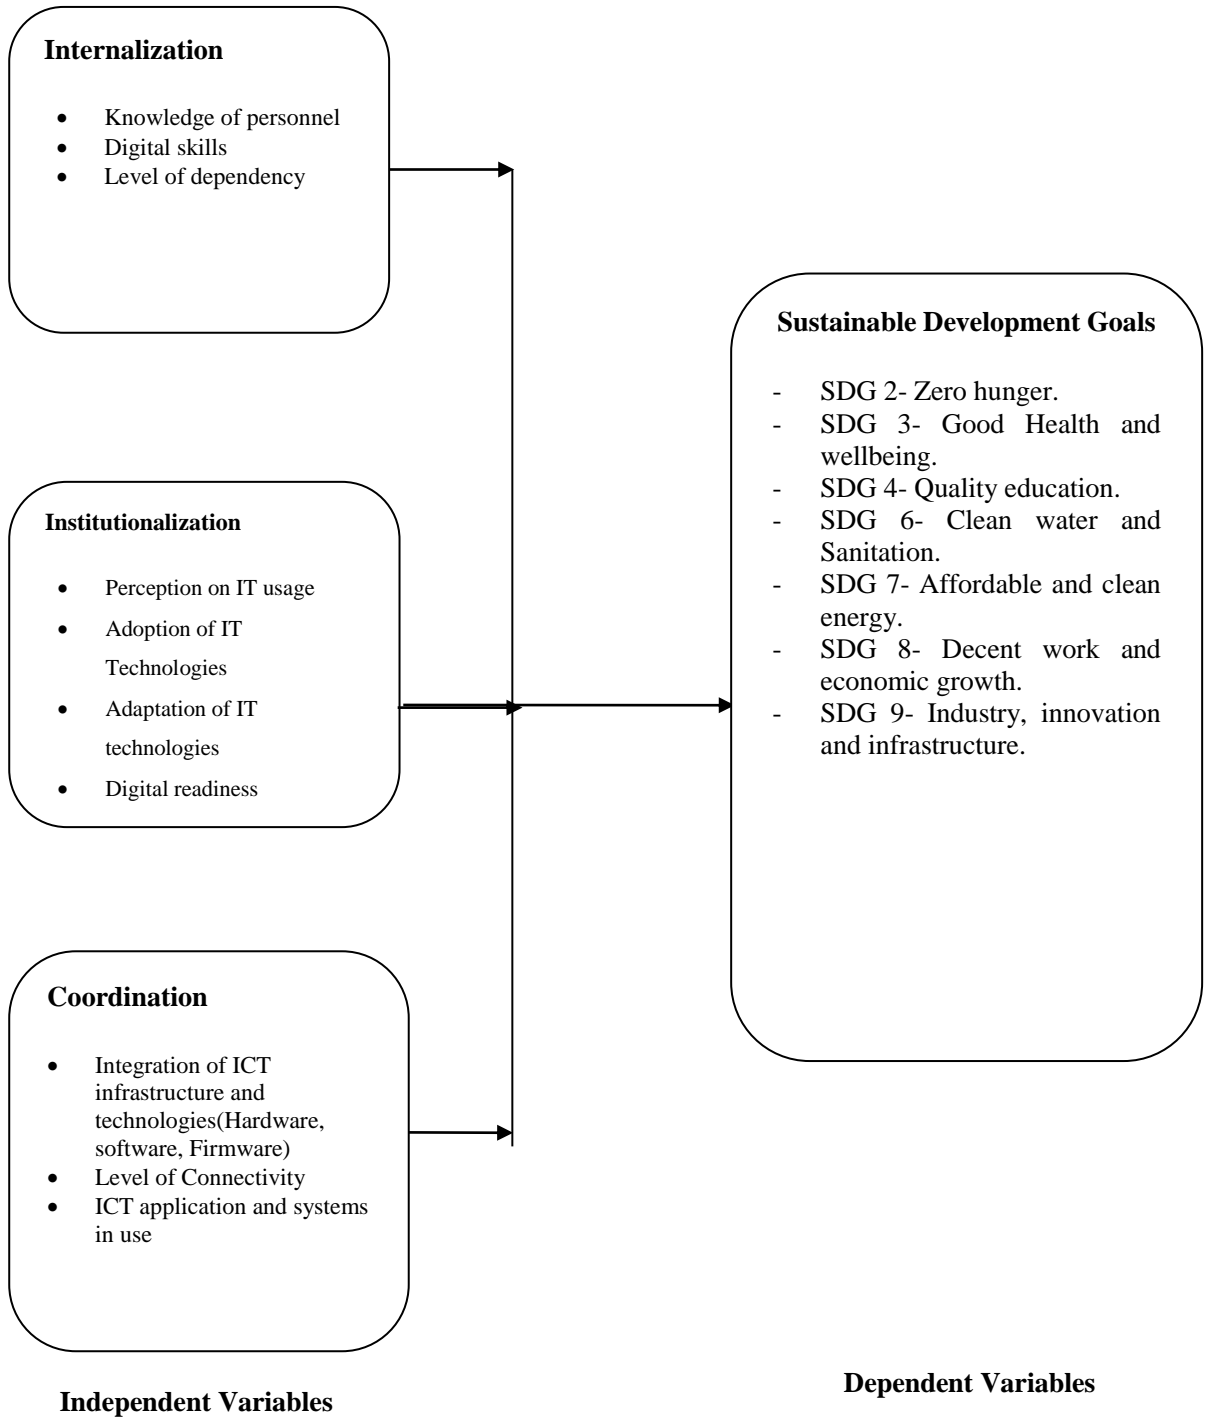 Internalization
• Knowledge of personnel
• Digital skills
• Level of dependency
Institutionalization
• Perception on IT usage
• Adoption of IT
Technologies
• Adaptation of IT
technologies
• Digital readiness
Coordination
• Integration of ICT
infrastructure and
technologies(Hardware,
software, Firmware)
• Level of Connectivity
• ICT application and systems
in use
Independent Variables
Sustainable Development Goals
- SDG 2- Zero hunger.
- SDG 3- Good Health and
wellbeing.
- SDG 4- Quality education.
- SDG 6- Clean water and
Sanitation.
- SDG 7- Affordable and clean
energy.
- SDG 8- Decent work and
economic growth.
- SDG 9- Industry, innovation
and infrastructure.
Dependent Variables